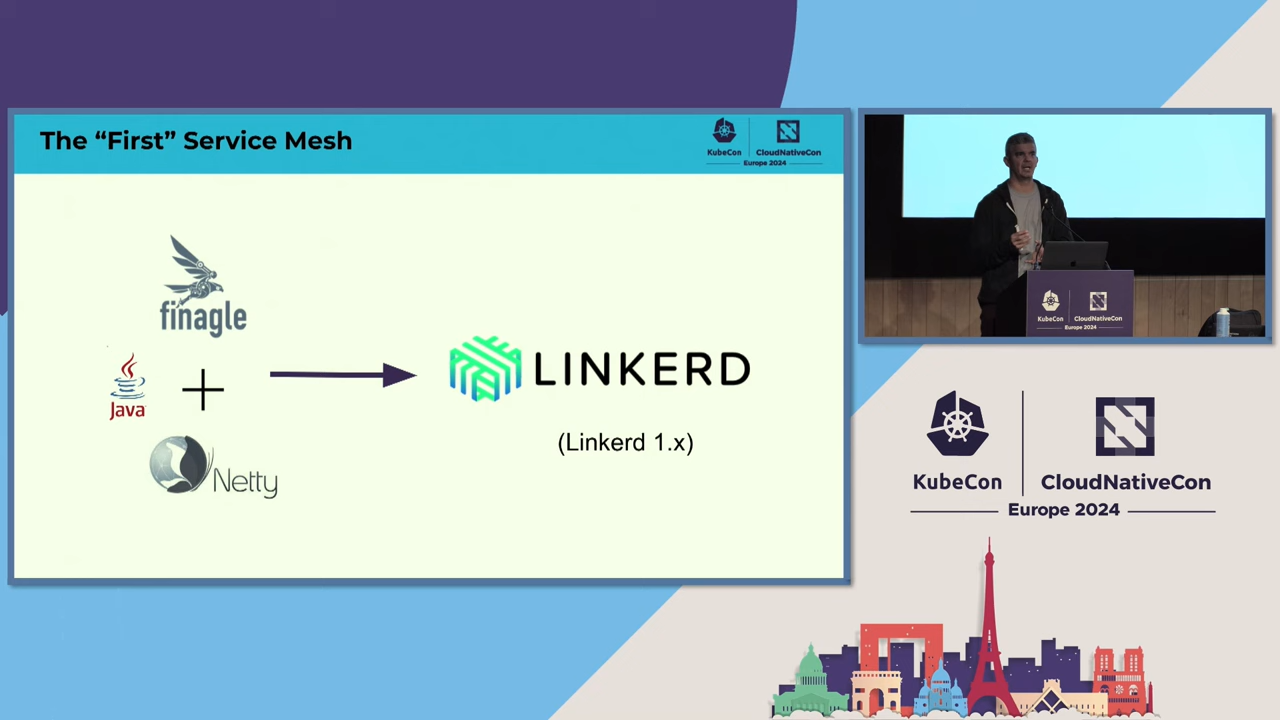 The “First” Service Mesh
KubeCon
CloudNativeCon
Europe 2024
finagle
Java
Netty
LINKERD
(Linkerd 1.x)
KubeCon
CloudNativeCon
Europe 2024
KubeCon
CloudNativeCon
Europe 2024